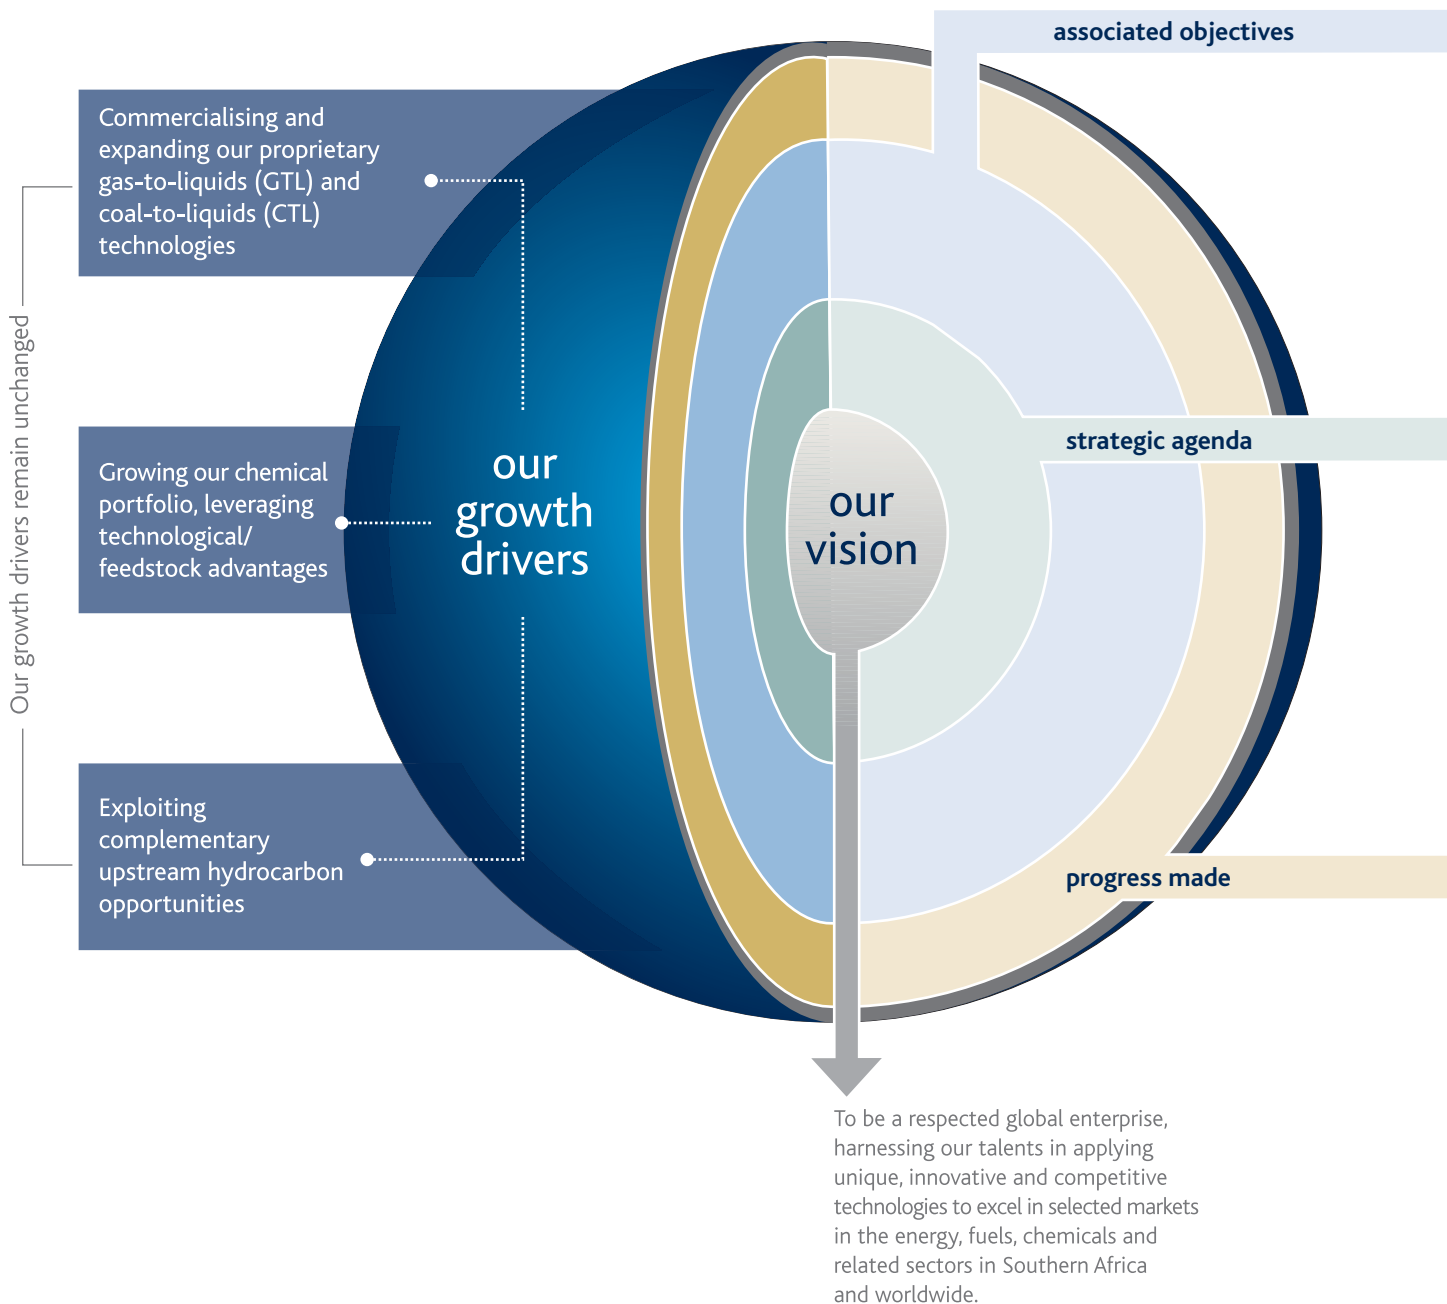 associated objectives
Commercialising and
expanding our proprietary
gas-to-liquids (GTL) and
coal-to-liquids (CTL)
technologies
Our growth drivers remain unchanged
strategic agenda
Growing our chemical
portfolio, leveraging
technological/
feedstock advantages
our
growth
drivers
our
vision
Exploiting
complementary
upstream hydrocarbon
opportunities
progress made
To be a respected global enterprise,
harnessing our talents in applying
unique, innovative and competitive
technologies to excel in selected markets
in the energy, fuels, chemicals and
related sectors in Southern Africa
and worldwide.